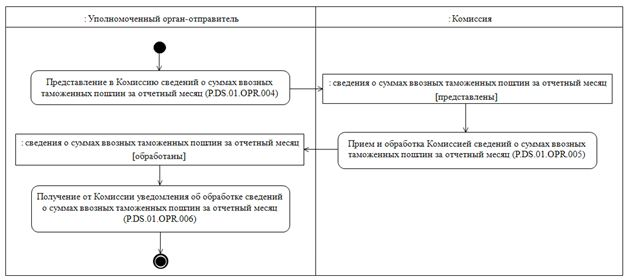 : Уполномоченный орган-отправитель
: Комиссия
Представление в Комиссию сведений о суммах ввозных
таможенных пошлин за отчетный месяц (P.DS.01.OPR.004)
: сведения о суммах ввозных таможенных пошлин за отчетный месяц
[представлены]
Прием и обработка Комиссией сведений о суммах ввозных
таможенных пошлин за отчетный месяц (P.DS.01.OPR.005)
: сведения о суммах ввозных таможенных пошлин за отчетный месяц
[обработаны]
Получение от Комиссии уведомления об обработке сведений
о суммах ввозных таможенных пошлин за отчетный месяц
(P.DS.01.OPR.006)